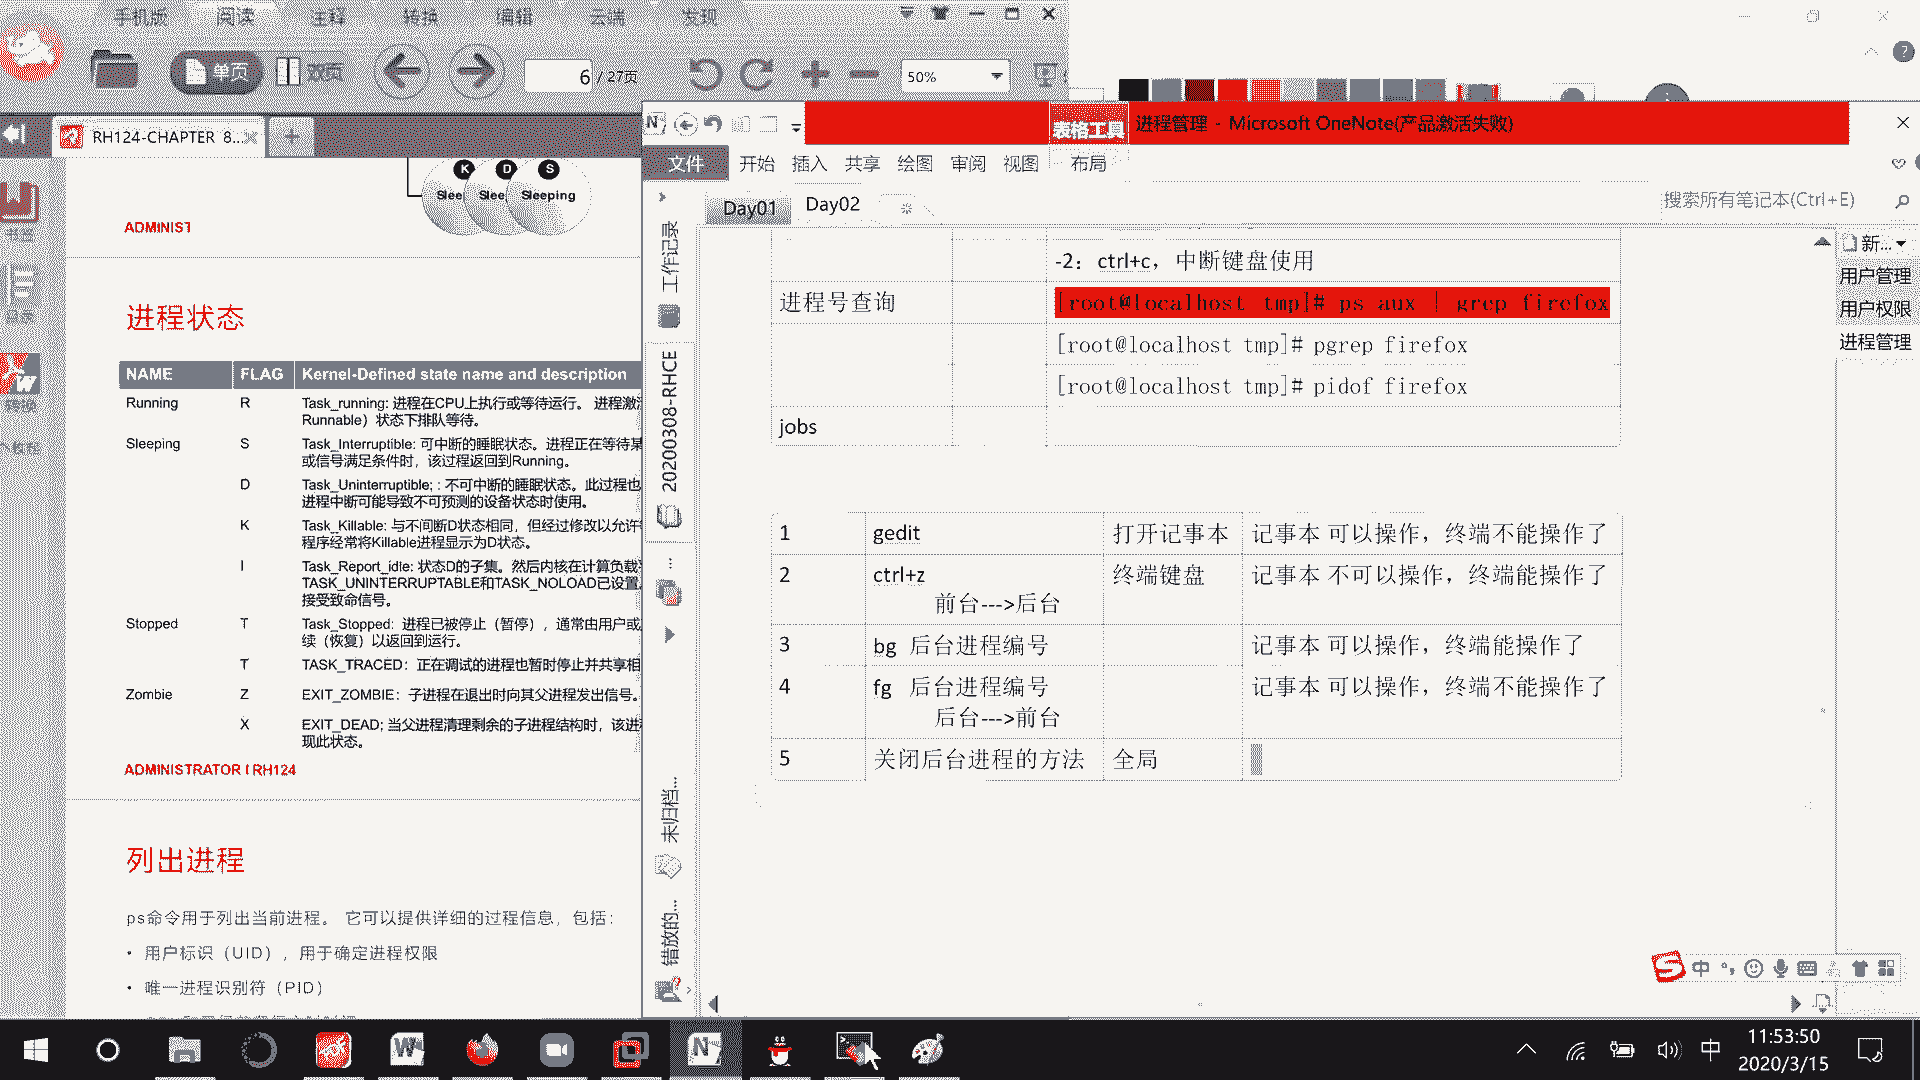 手机版 阅读 注释 转换 编辑 云端 发现
单页 双页 6 / 27页 50%
RH124-CHAPTER 8...
K D S
Slee Slee Sleeping
ADMINIST
进程状态
NAME FLAG Kernel-Defined state name and description
Running R Task_running: 进程在CPU上执行或等待运行。 进程激
Runnable）状态下排队等待。
Sleeping S Task_Interruptible: 可中断的睡眠状态。进程正在等待某
或信号满足条件时，该过程返回到Running。
D Task_Uninterruptible; : 不可中断的睡眠状态。此过程也
进程中断可能导致不可预测的设备状态时使用。
K Task_Killable: 与不间断D状态相同，但经过修改以允许
程序经常将Killable进程显示为D状态。
I Task_Report_idle: 状态D的子集。然后内核在计算负载
TASK_UNINTERRUPTABLE和TASK_NOLOAD已设置
接受致命信号。
Stopped T Task_Stopped: 进程已被停止（暂停），通常由用户或
续（恢复）以返回到运行。
T TASK_TRACED：正在调试的进程也暂时停止并共享相
Zombie Z EXIT_ZOMBIE：子进程在退出时向其父进程发出信号。
X EXIT_DEAD; 当父进程清理剩余的子进程结构时，该进
现此状态。
ADMINISTRATOR I RH124
列出进程
ps命令用于列出当前进程。 它可以提供详细的过程信息，包括：
• 用户标识（UID），用于确定进程权限
• 唯一进程识别符（PID）
表格工具 进程管理 - Microsoft OneNote(产品激活失败)
文件 开始 插入 共享 绘图 审阅 视图 布局
Day01 Day02
搜索所有笔记本(Ctrl+E)
工作记录
20200308-RHCE
未归档...
错放的...
-2：ctrl+c，中断键盘使用
进程号查询 [root@localhost tmp]# ps aux | grep firefox
[root@localhost tmp]# pgrep firefox
[root@localhost tmp]# pidof firefox
jobs
1 gedit 打开记事本 记事本 可以操作，终端不能操作了
2 ctrl+z 终端键盘 记事本 不可以操作，终端能操作了
前台--->后台
3 bg 后台进程编号 记事本 可以操作，终端能操作了
4 fg 后台进程编号 记事本 可以操作，终端不能操作了
后台--->前台
5 关闭后台进程的方法 全局
新...
用户管理
用户权限
进程管理
中
中 11:53:50
2020/3/15